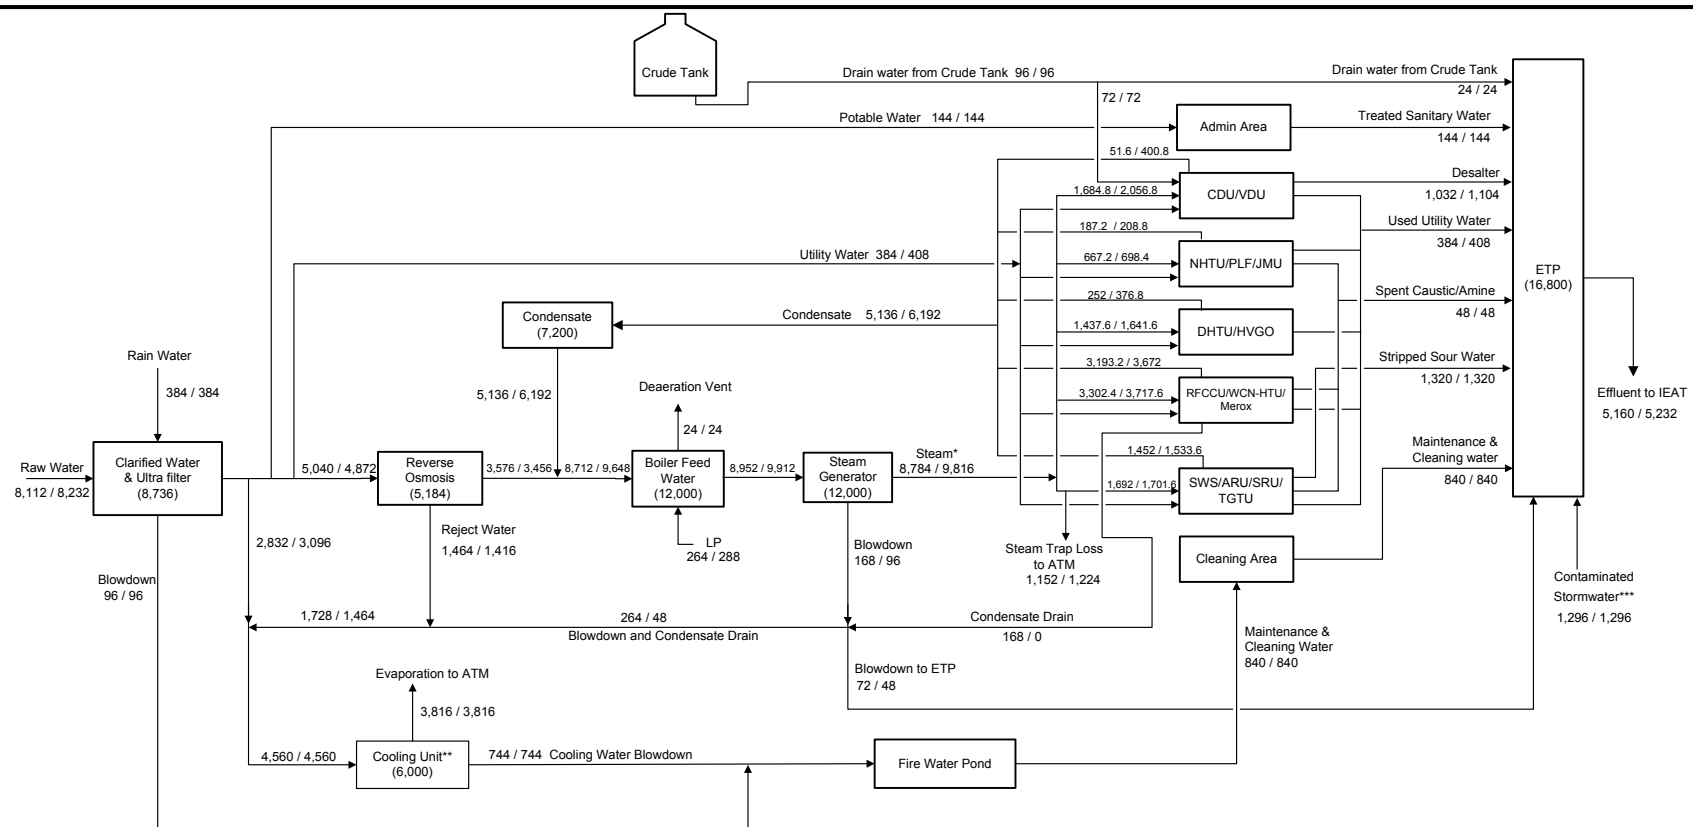 Crude Tank
Drain water from Crude Tank 96 / 96
Drain water from Crude Tank
24 / 24
72 / 72
Potable Water 144 / 144
Admin Area
Treated Sanitary Water
144 / 144
51.6 / 400.8
1,684.8 / 2,056.8
CDU/VDU
Desalter
1,032 / 1,104
Used Utility Water
384 / 408
187.2 / 208.8
Utility Water 384 / 408
667.2 / 698.4
NHTU/PLF/JMU
ETP
(16,800)
252 / 376.8
Spent Caustic/Amine
48 / 48
Condensate
(7,200)
Condensate 5,136 / 6,192
1,437.6 / 1,641.6
DHTU/HVGO
Rain Water
384 / 384
3,193.2 / 3,672
Stripped Sour Water
1,320 / 1,320
Deaeration Vent
24 / 24
5,136 / 6,192
3,302.4 / 3,717.6
RFCCU/WCN-HTU/
Merox
Effluent to IEAT
5,160 / 5,232
Raw Water
8,112 / 8,232
Clarified Water
& Ultra filter
(8,736)
5,040 / 4,872
Reverse
Osmosis
(5,184)
3,576 / 3,456
8,712 / 9,648
Boiler Feed
Water
(12,000)
8,952 / 9,912
Steam
Generator
(12,000)
Steam*
8,784 / 9,816
1,452 / 1,533.6
1,692 / 1,701.6
SWS/ARU/SRU/
TGTU
Maintenance &
Cleaning water
840 / 840
2,832 / 3,096
Reject Water
1,464 / 1,416
LP
264 / 288
Blowdown
168 / 96
Steam Trap Loss
to ATM
1,152 / 1,224
Cleaning Area
Blowdown
96 / 96
Contaminated
Stormwater***
1,296 / 1,296
1,728 / 1,464
264 / 48
Blowdown and Condensate Drain
Condensate Drain
168 / 0
Maintenance &
Cleaning Water
840 / 840
Blowdown to ETP
72 / 48
Evaporation to ATM
3,816 / 3,816
4,560 / 4,560
Cooling Unit**
(6,000)
744 / 744 Cooling Water Blowdown
Fire Water Pond